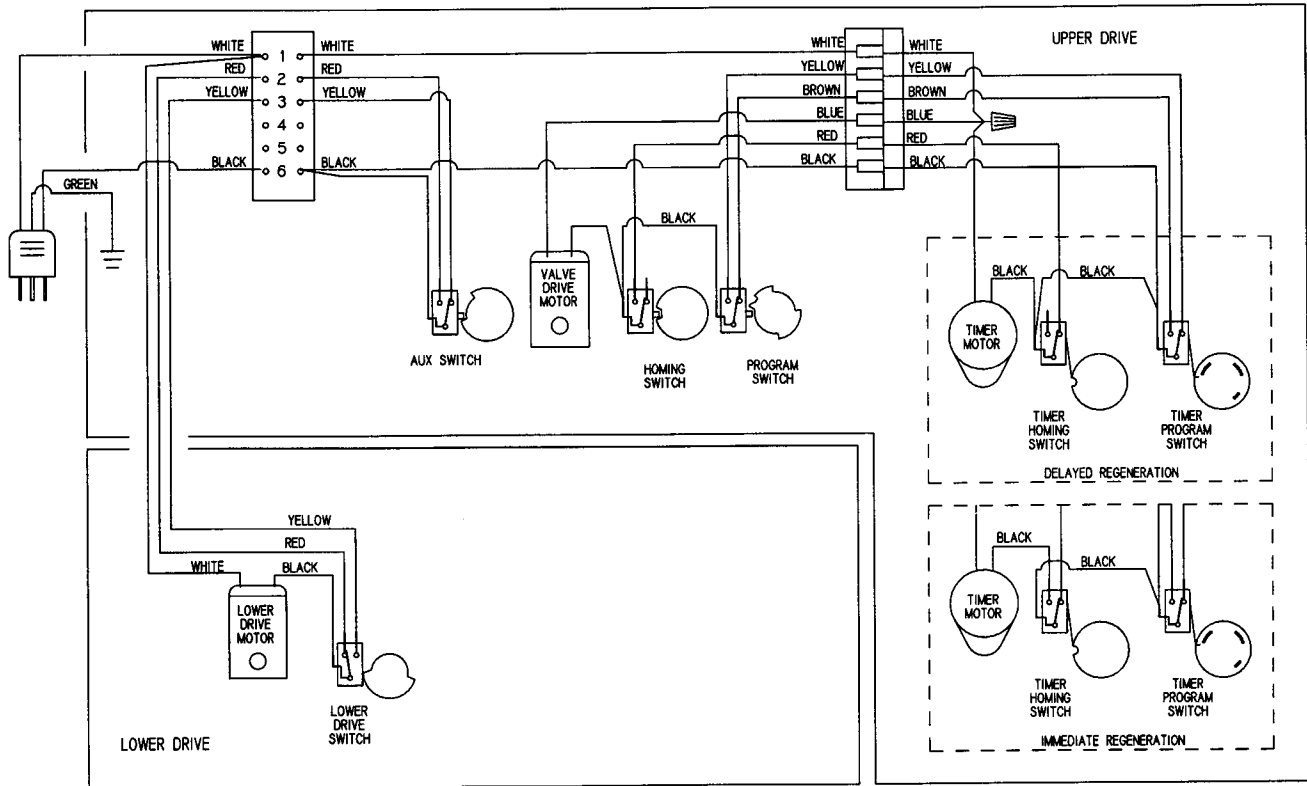 UPPER DRIVE
WHITE 1 WHITE
RED 2 RED
YELLOW 3 YELLOW
4
5
BLACK 6 BLACK
GREEN
WHITE WHITE
YELLOW YELLOW
BROWN BROWN
BLUE BLUE
RED RED
BLACK BLACK
VALVE
DRIVE
MOTOR
BLACK
AUX SWITCH
HOMING
SWITCH
PROGRAM
SWITCH
BLACK
BLACK
TIMER
MOTOR
TIMER
HOMING
SWITCH
TIMER
PROGRAM
SWITCH
DELAYED REGENERATION
BLACK
BLACK
TIMER
MOTOR
TIMER
HOMING
SWITCH
TIMER
PROGRAM
SWITCH
IMMEDIATE REGENERATION
YELLOW
RED
WHITE
BLACK
LOWER
DRIVE
MOTOR
LOWER
DRIVE
SWITCH
LOWER DRIVE